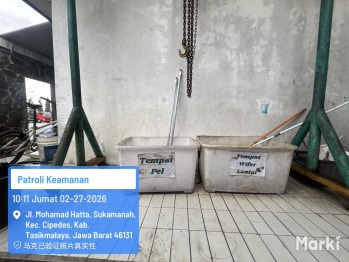 Tempat
Pel
Tempat
Wifer
Lantai
Patroli Keamanan
10:11 Jumat 02-27-2026
Jl. Mohamad Hatta, Sukamanah,
Kec. Cipedes, Kab.
Tasikmalaya, Jawa Barat 46131
马克已验证照片真实性
Marki